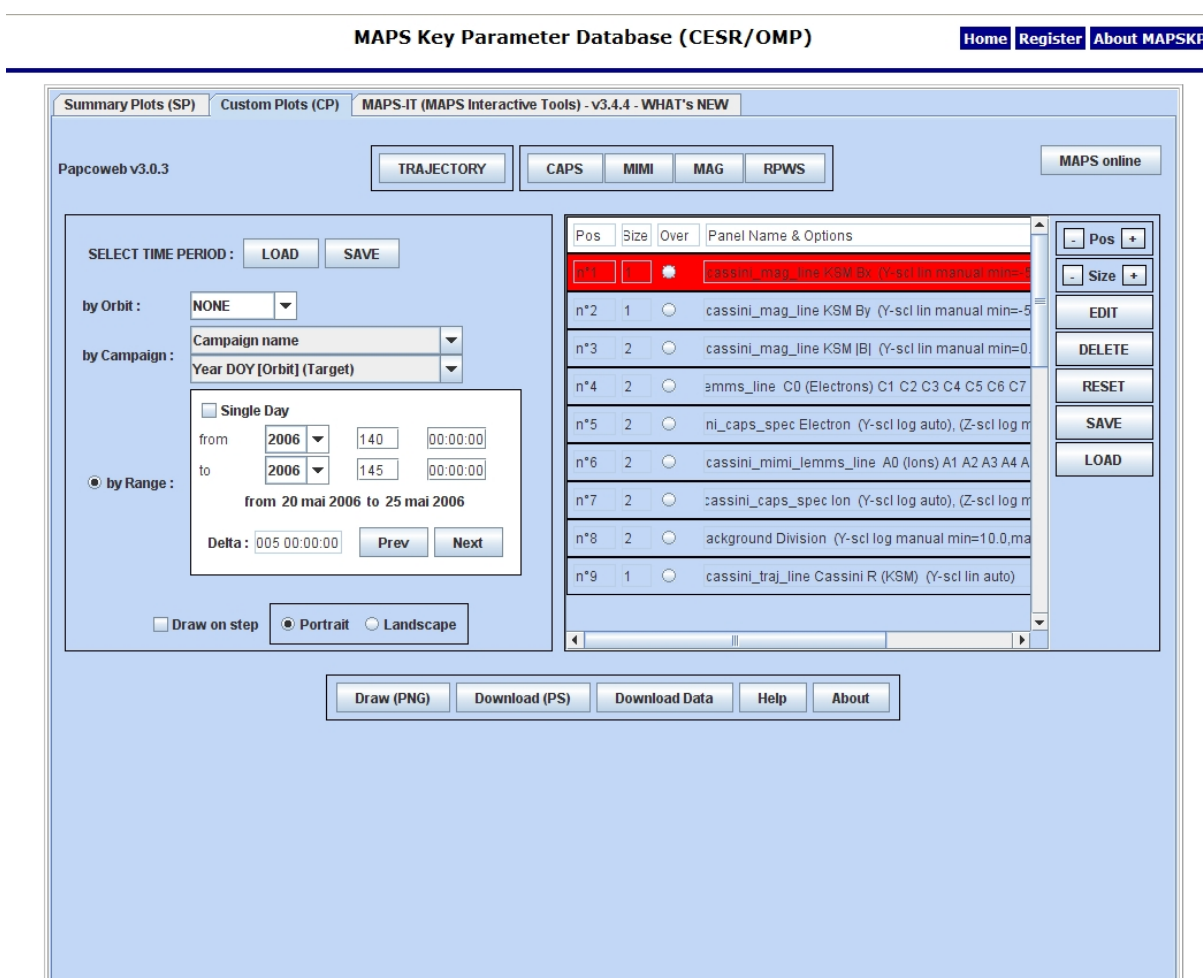 MAPS Key Parameter Database (CESR/OMP)
Home Register About MAPSKP
Summary Plots (SP) Custom Plots (CP) MAPS-IT (MAPS Interactive Tools) - v3.4.4 - WHAT's NEW
Papcoweb v3.0.3
TRAJECTORY
CAPS MIMI MAG RPWS
MAPS online
SELECT TIME PERIOD : LOAD SAVE
by Orbit : NONE
by Campaign : Campaign name
Year DOY [Orbit] (Target)
Single Day
from 2006 140 00:00:00
to 2006 145 00:00:00
by Range :
from 20 mai 2006 to 25 mai 2006
Delta : 005 00:00:00 Prev Next
Draw on step Portrait Landscape
Pos Size Over Panel Name & Options
n°1 1 cassini_mag_line KSM Bx (Y-scl lin manual min=-5
n°2 1 cassini_mag_line KSM By (Y-scl lin manual min=-5
n°3 2 cassini_mag_line KSM |B| (Y-scl lin manual min=0.
n°4 2 emms_line C0 (Electrons) C1 C2 C3 C4 C5 C6 C7
n°5 2 ni_caps_spec Electron (Y-scl log auto), (Z-scl log m
n°6 2 cassini_mimi_lemms_line A0 (Ions) A1 A2 A3 A4 A
n°7 2 cassini_caps_spec Ion (Y-scl log auto), (Z-scl log m
n°8 2 ackground Division (Y-scl log manual min=10.0,ma
n°9 1 cassini_traj_line Cassini R (KSM) (Y-scl lin auto)
- Pos +
- Size +
EDIT
DELETE
RESET
SAVE
LOAD
Draw (PNG) Download (PS) Download Data Help About